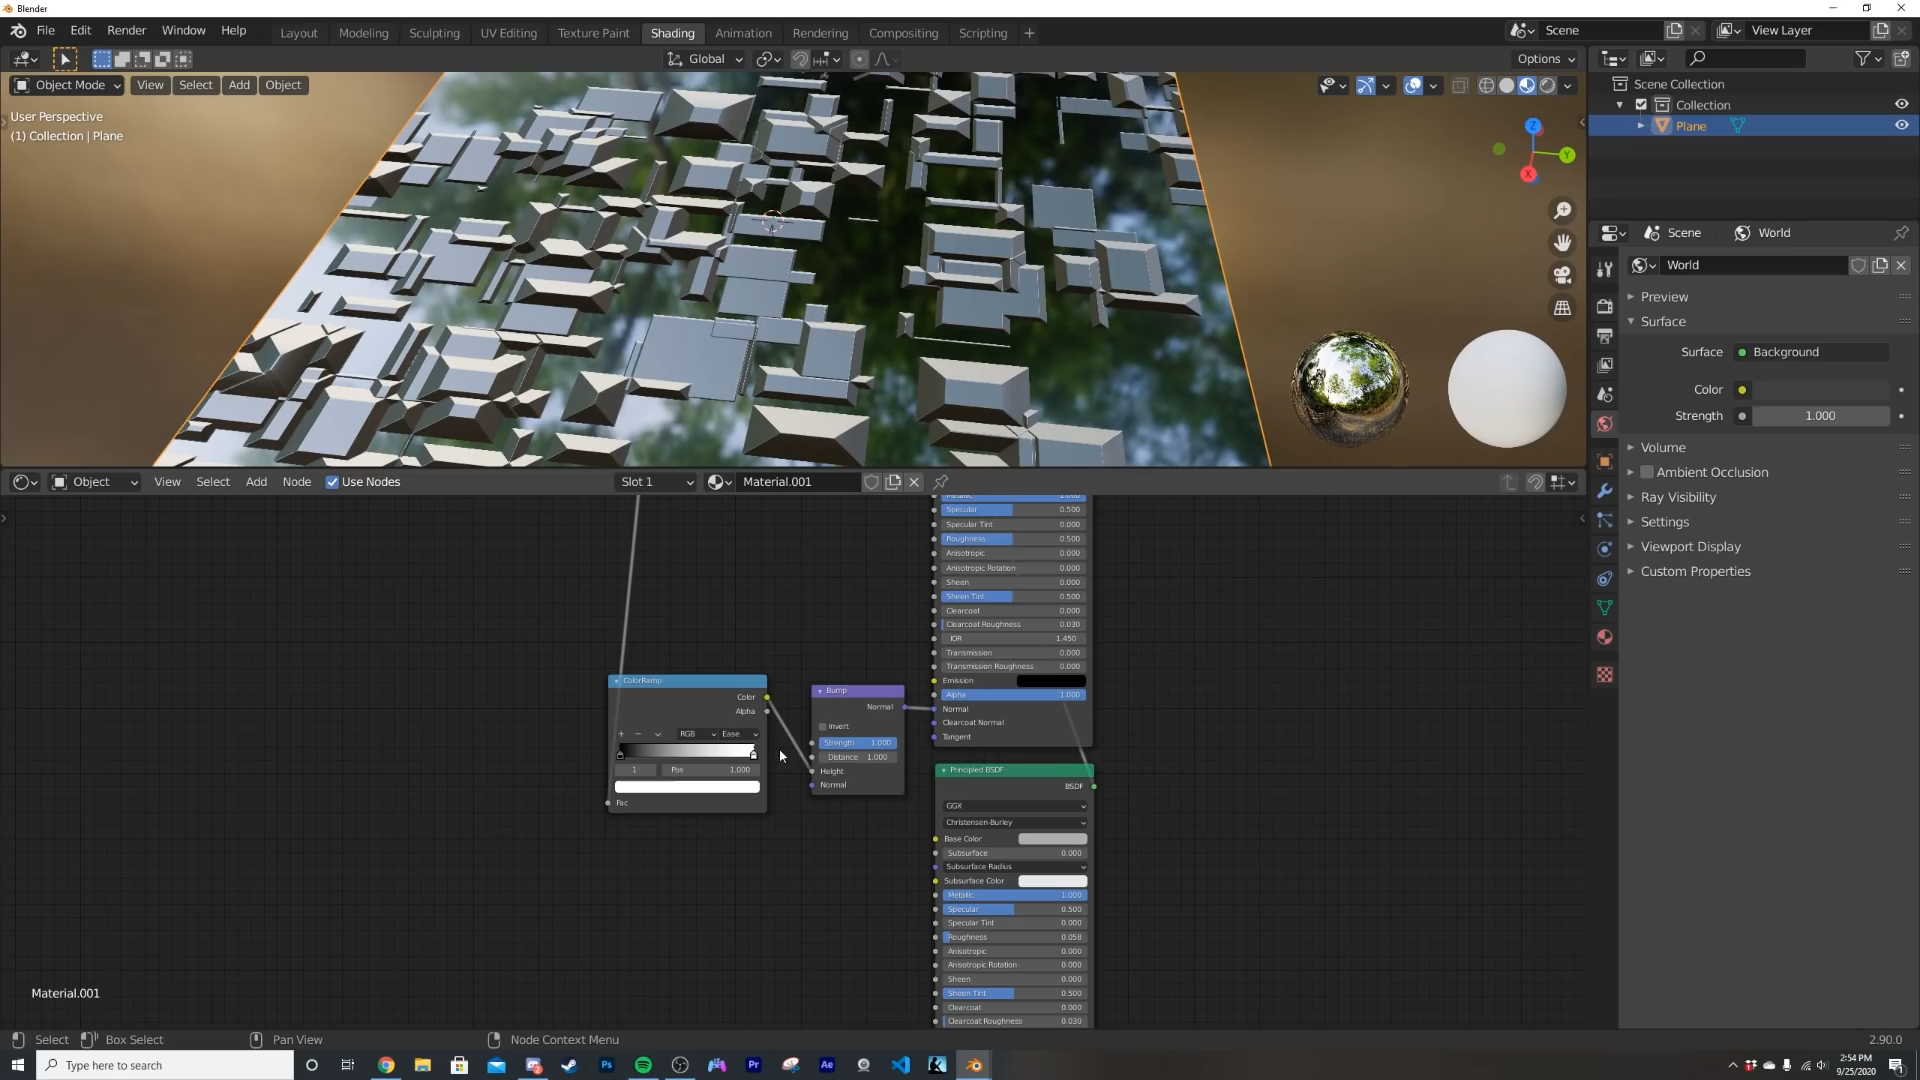 Blender
File Edit Render Window Help Layout Modeling Sculpting UV Editing Texture Paint Shading Animation Rendering Compositing Scripting + Scene View Layer
Global Options
Object Mode View Select Add Object
User Perspective
(1) Collection | Plane
Z
Y
X
Scene Collection
Collection
Plane
Scene World
World
Preview
Surface
Surface Background
Color
Strength 1.000
Volume
Ambient Occlusion
Ray Visibility
Settings
Viewport Display
Custom Properties
Object View Select Add Node Use Nodes Slot 1 Material.001
Metallic 1.000
Specular 0.500
Specular Tint 0.000
Roughness 0.500
Anisotropic 0.000
Anisotropic Rotation 0.000
Sheen 0.000
Sheen Tint 0.500
Clearcoat 0.000
Clearcoat Roughness 0.030
IOR 1.450
Transmission 0.000
Transmission Roughness 0.000
Emission
Alpha 1.000
Normal
Clearcoat Normal
Tangent
ColorRamp
Color
Alpha
+ − RGB Ease
1 Pos 1.000
Fac
Bump
Normal
Invert
Strength 1.000
Distance 1.000
Height
Normal
Principled BSDF
BSDF
GGX
Christensen-Burley
Base Color
Subsurface 0.000
Subsurface Radius
Subsurface Color
Metallic 1.000
Specular 0.500
Specular Tint 0.000
Roughness 0.058
Anisotropic 0.000
Anisotropic Rotation 0.000
Sheen 0.000
Sheen Tint 0.500
Clearcoat 0.000
Clearcoat Roughness 0.030
Material.001
Select Box Select Pan View Node Context Menu 2.90.0
Type here to search
Ps
Pr
Ae
2:54 PM
9/25/2020